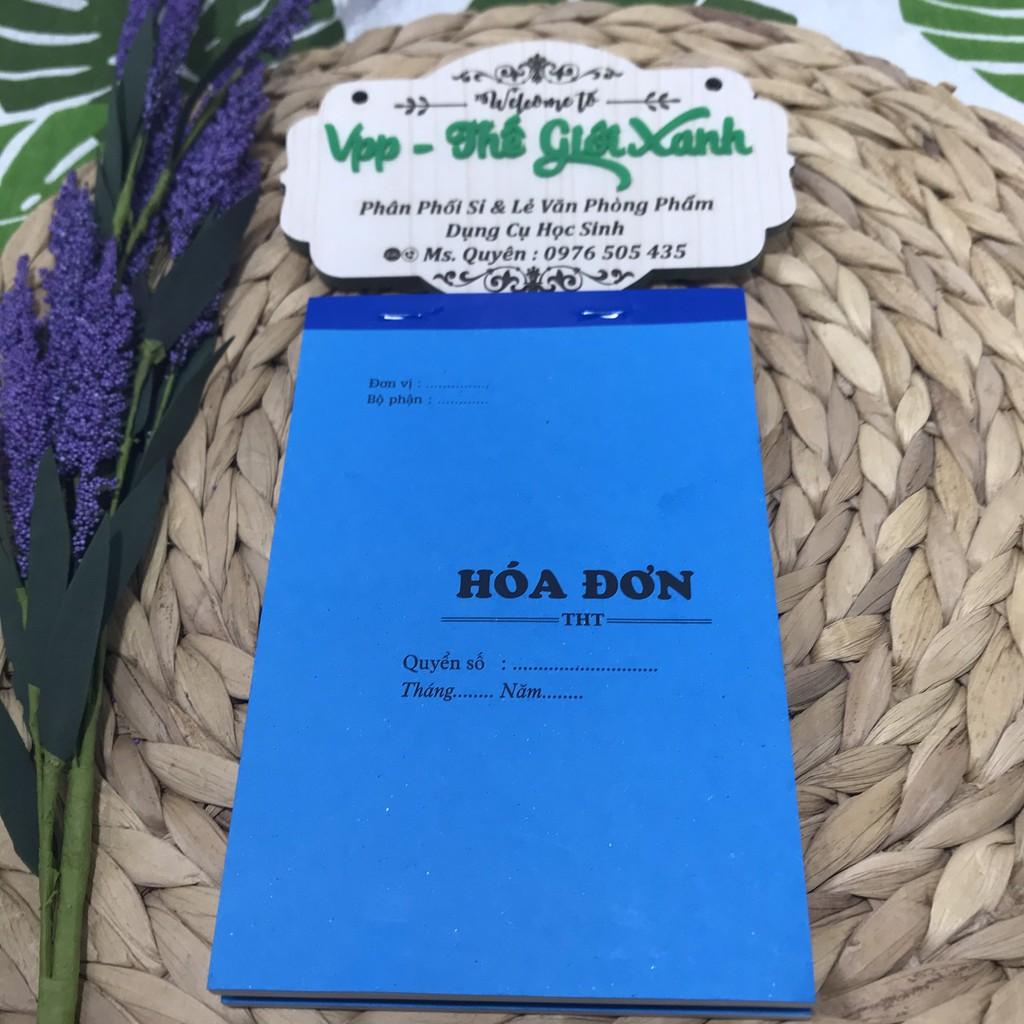 Welcome to
Vpp - Thế Giới Xanh
Phân Phối Sỉ & Lẻ Văn Phòng Phẩm
Dụng Cụ Học Sinh
Ms. Quyên : 0976 505 435
Đơn vị : ...............
Bộ phận : ............
HÓA ĐƠN
THT
Quyển số : ............................
Tháng........ Năm........